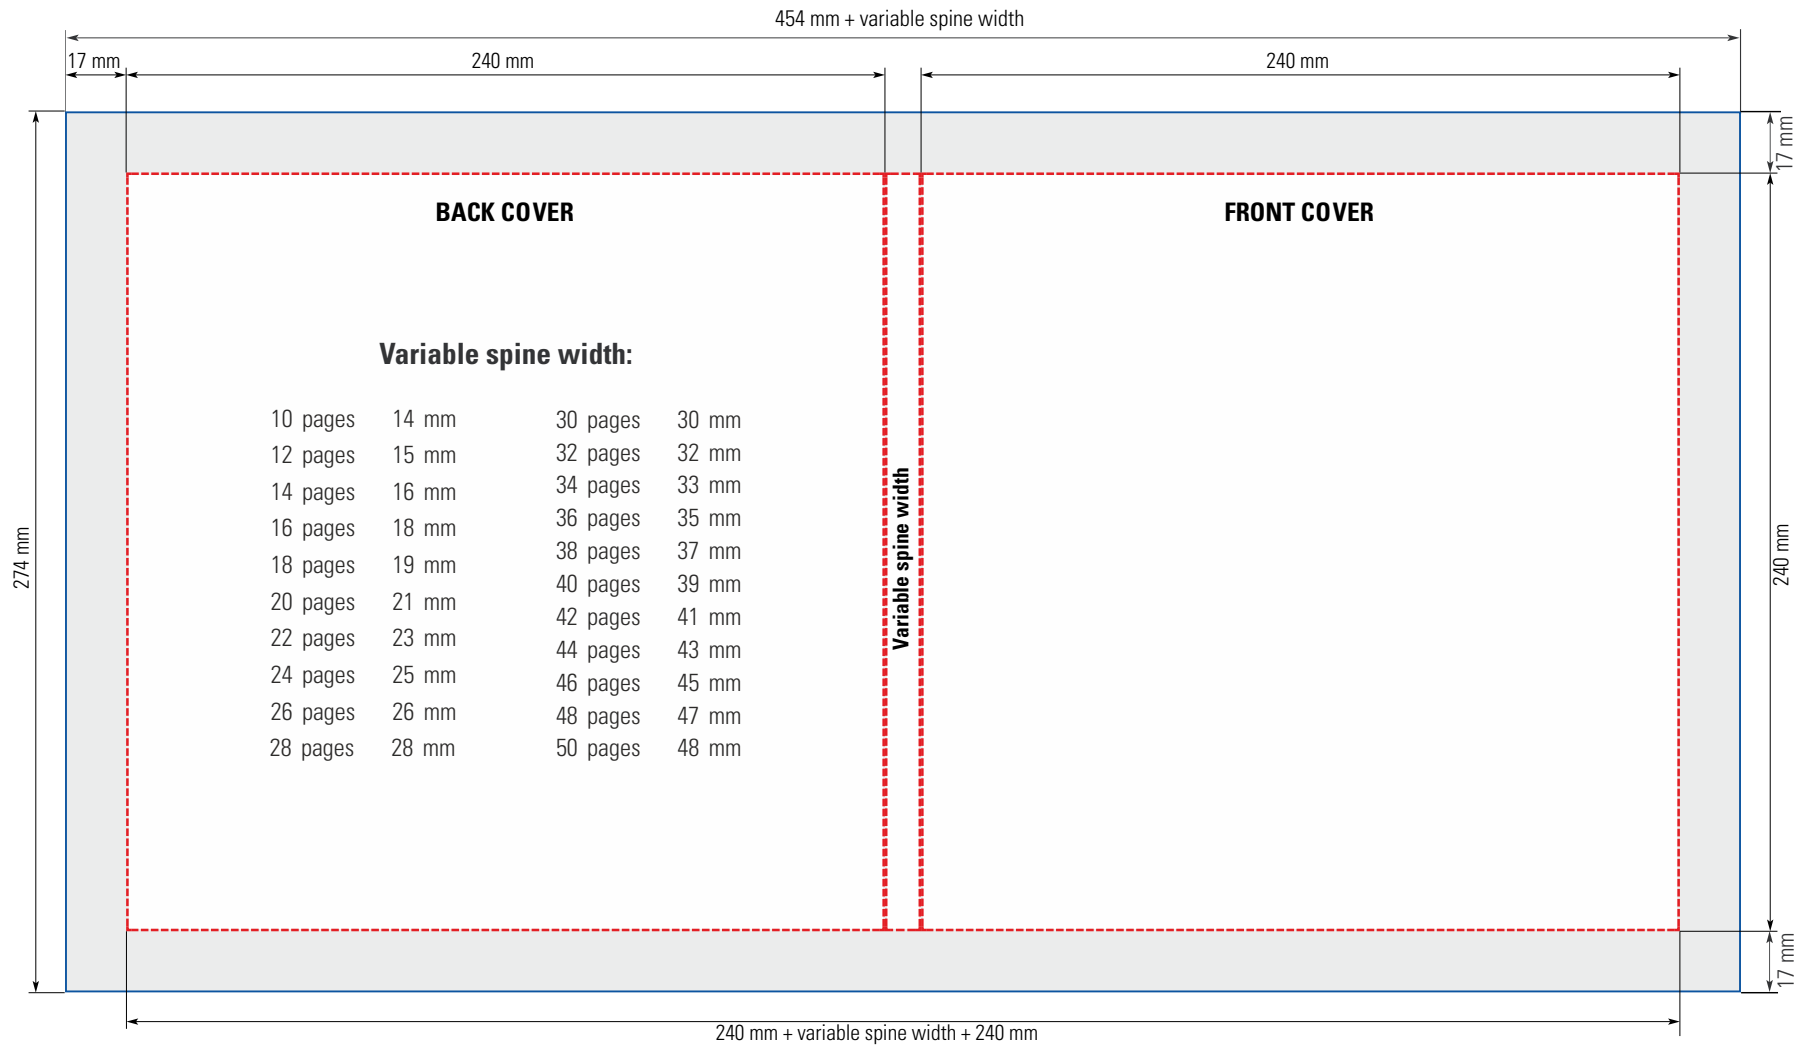 454 mm + variable spine width
17 mm
240 mm
240 mm
17 mm
BACK COVER
FRONT COVER
Variable spine width:
10 pages 14 mm
12 pages 15 mm
14 pages 16 mm
16 pages 18 mm
18 pages 19 mm
20 pages 21 mm
22 pages 23 mm
24 pages 25 mm
26 pages 26 mm
28 pages 28 mm
30 pages 30 mm
32 pages 32 mm
34 pages 33 mm
36 pages 35 mm
38 pages 37 mm
40 pages 39 mm
42 pages 41 mm
44 pages 43 mm
46 pages 45 mm
48 pages 47 mm
50 pages 48 mm
Variable spine width
274 mm
240 mm
17 mm
240 mm + variable spine width + 240 mm